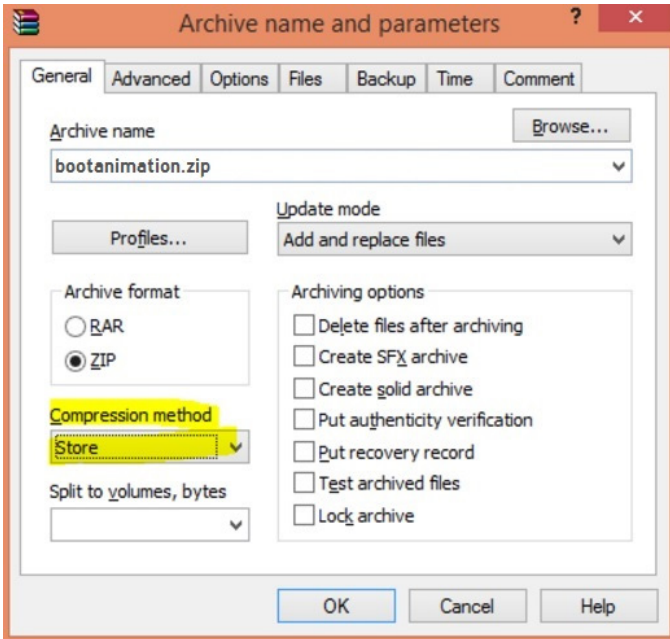 Archive name and parameters
?
×
General Advanced Options Files Backup Time Comment
Archive name
Browse...
bootanimation.zip
Update mode
Profiles...
Add and replace files
Archive format
RAR
ZIP
Compression method
Store
Split to volumes, bytes
Archiving options
Delete files after archiving
Create SFX archive
Create solid archive
Put authenticity verification
Put recovery record
Test archived files
Lock archive
OK Cancel Help